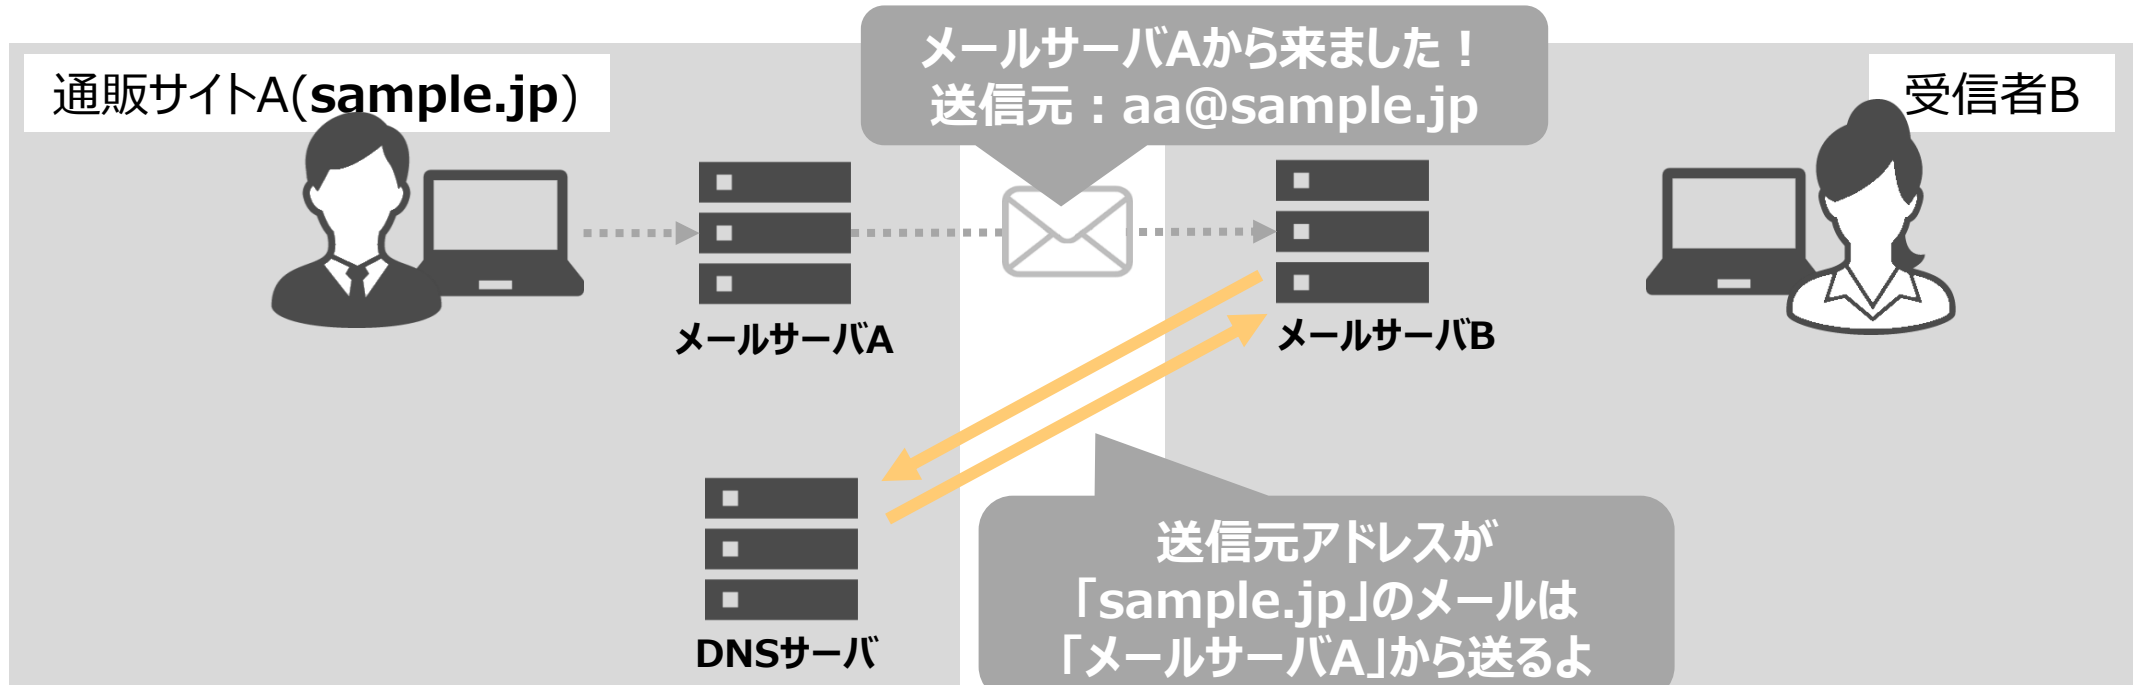 メールサーバAから来ました！
送信元：aa@sample.jp
通販サイトA(sample.jp)
受信者B
メールサーバA
メールサーバB
送信元アドレスが
「sample.jp」のメールは
「メールサーバA」から送るよ
DNSサーバ